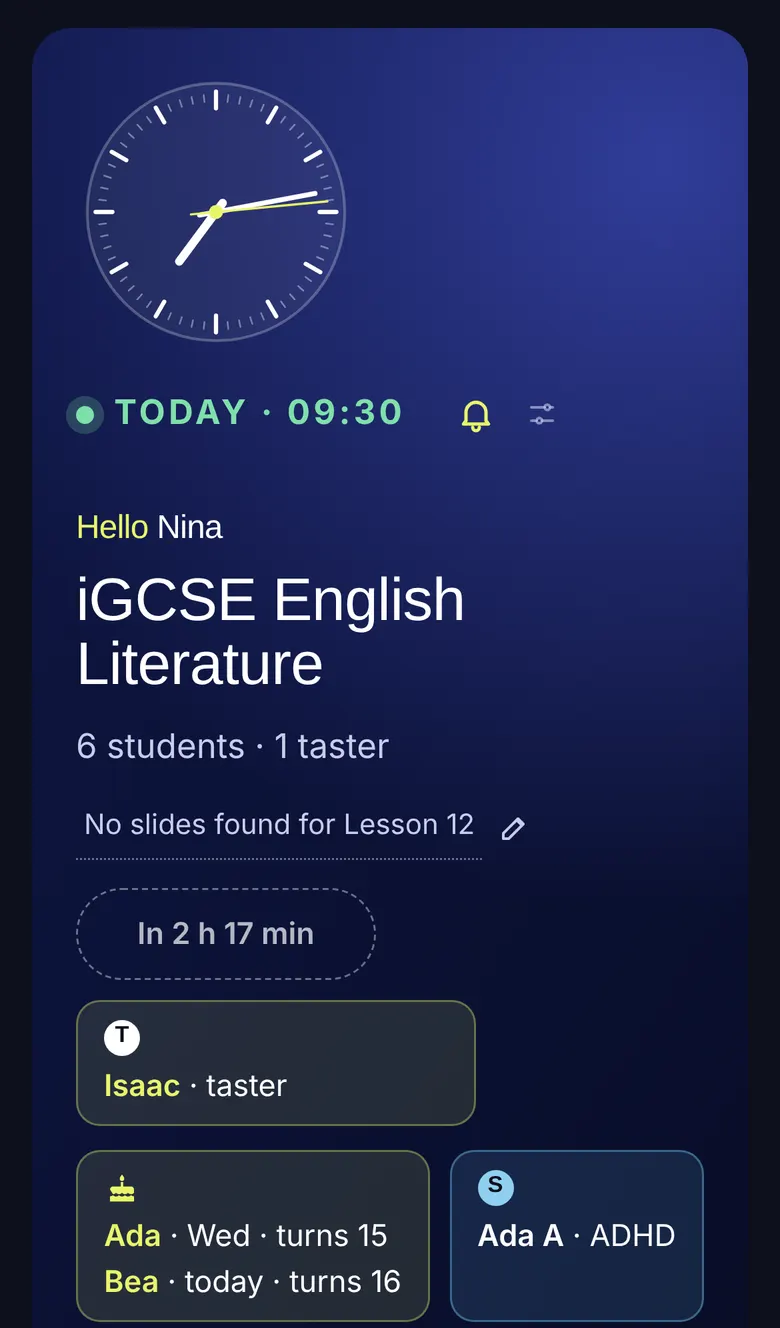 TODAY · 09:30
Hello Nina
iGCSE English
Literature
6 students · 1 taster
No slides found for Lesson 12
In 2 h 17 min
T
Isaac · taster
Ada · Wed · turns 15
Bea · today · turns 16
S
Ada A · ADHD